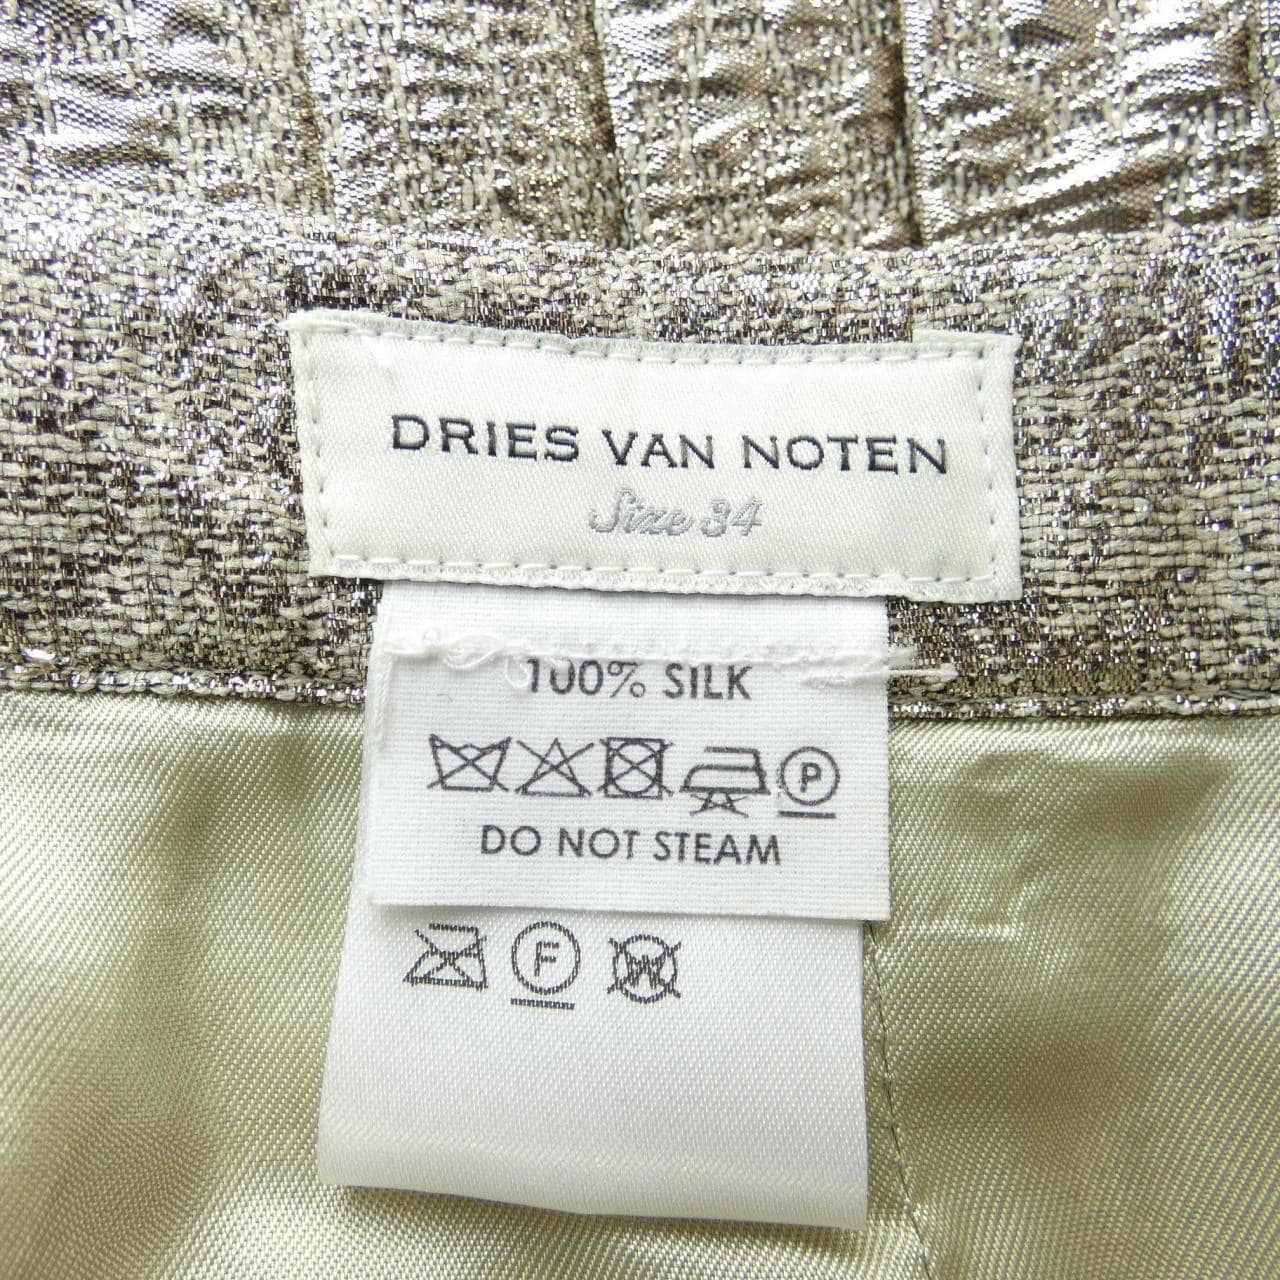 DRIES VAN NOTEN
Size 34
100% SILK
P
DO NOT STEAM
F
W